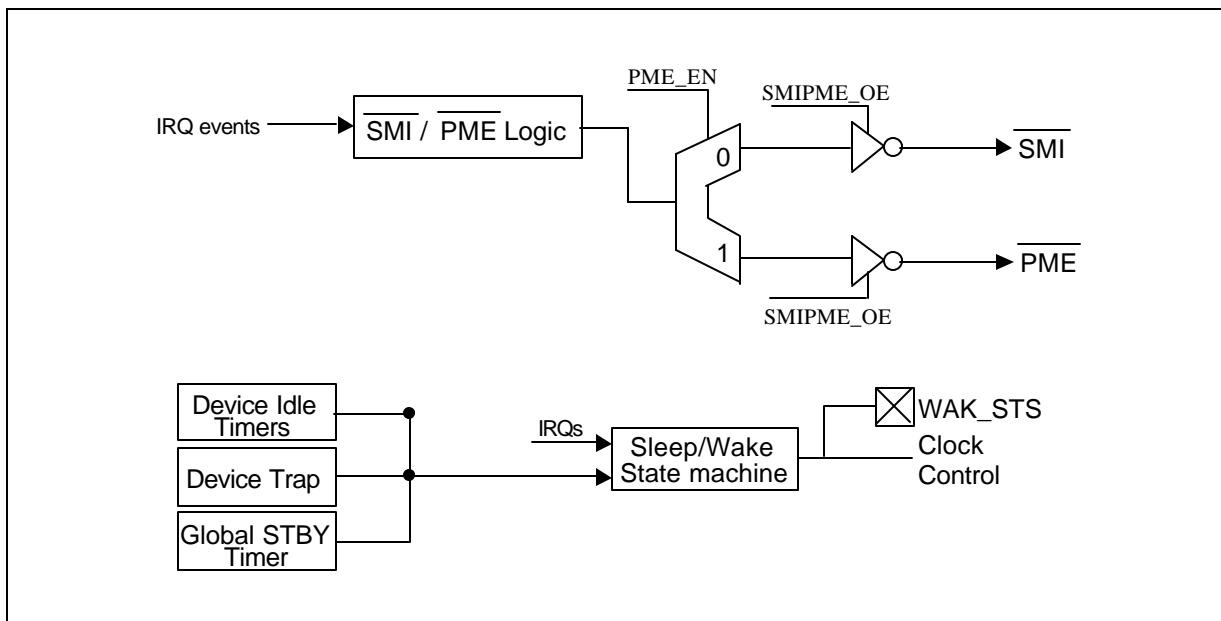 PME_EN
SMIPME_OE
IRQ events
SMI / PME Logic
0
SMI
1
PME
SMIPME_OE
Device Idle
Timers
Device Trap
Global STBY
Timer
IRQs
Sleep/Wake
State machine
WAK_STS
Clock
Control